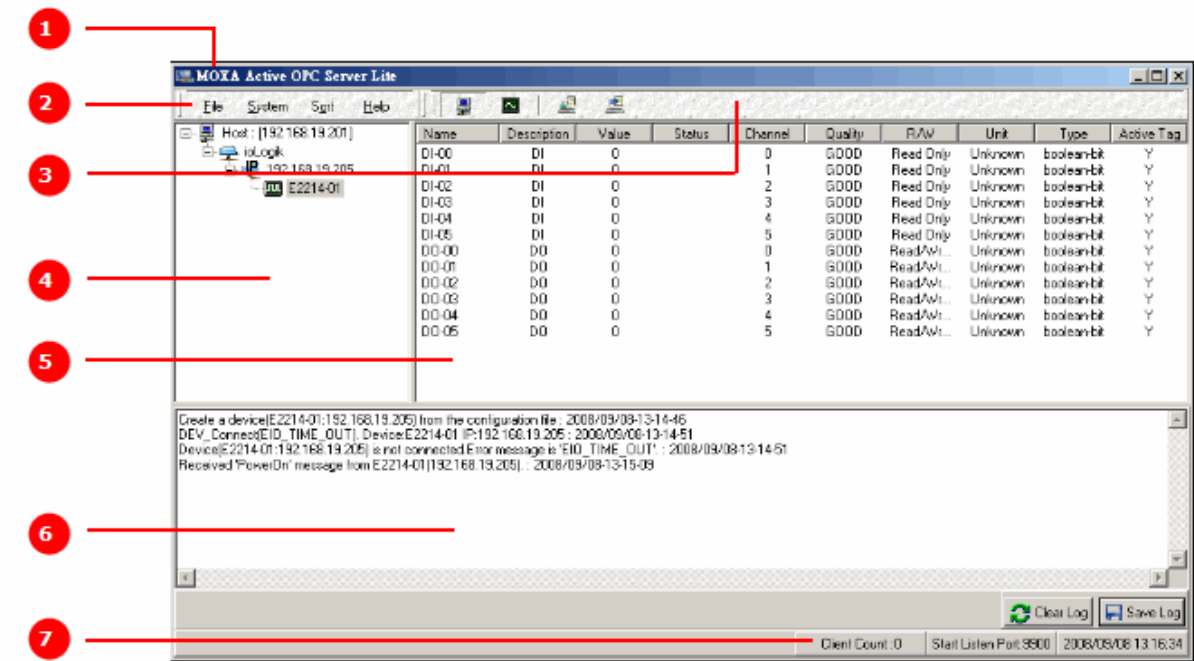 1
MOXA Active OPC Server Lite
2
File System Sort Help
Host : [192.168.19.201]
ioLogik
192.168.19.205
E2214-01
3
4
Name Description Value Status Channel Quality R/W Unit Type Active Tag
DI-00 DI 0 0 GOOD Read Only Unknown boolean-bit Y
DI-01 DI 0 1 GOOD Read Only Unknown boolean-bit Y
DI-02 DI 0 2 GOOD Read Only Unknown boolean-bit Y
DI-03 DI 0 3 GOOD Read Only Unknown boolean-bit Y
DI-04 DI 0 4 GOOD Read Only Unknown boolean-bit Y
DI-05 DI 0 5 GOOD Read Only Unknown boolean-bit Y
DO-00 DO 0 0 GOOD Read/Wr... Unknown boolean-bit Y
DO-01 DO 0 1 GOOD Read/Wr... Unknown boolean-bit Y
DO-02 DO 0 2 GOOD Read/Wr... Unknown boolean-bit Y
DO-03 DO 0 3 GOOD Read/Wr... Unknown boolean-bit Y
DO-04 DO 0 4 GOOD Read/Wr... Unknown boolean-bit Y
DO-05 DO 0 5 GOOD Read/Wr... Unknown boolean-bit Y
5
Create a device(E2214-01:192.168.19.205) from the configuration file : 2008/09/08-13-14-46
DEV_Connect(EIO_TIME_OUT). Device:E2214-01 IP:192.168.19.205 : 2008/09/08-13-14-51
Device(E2214-01:192.168.19.205) is not connected.Error message is 'EIO_TIME_OUT'. : 2008/09/08-13-14-51
Received 'PowerOn' message from E2214-01(192.168.19.205). : 2008/09/08-13-15-09
6
Clear Log Save Log
7
Client Count :0 Start Listen Port 9900 2008/09/08 13:16:34